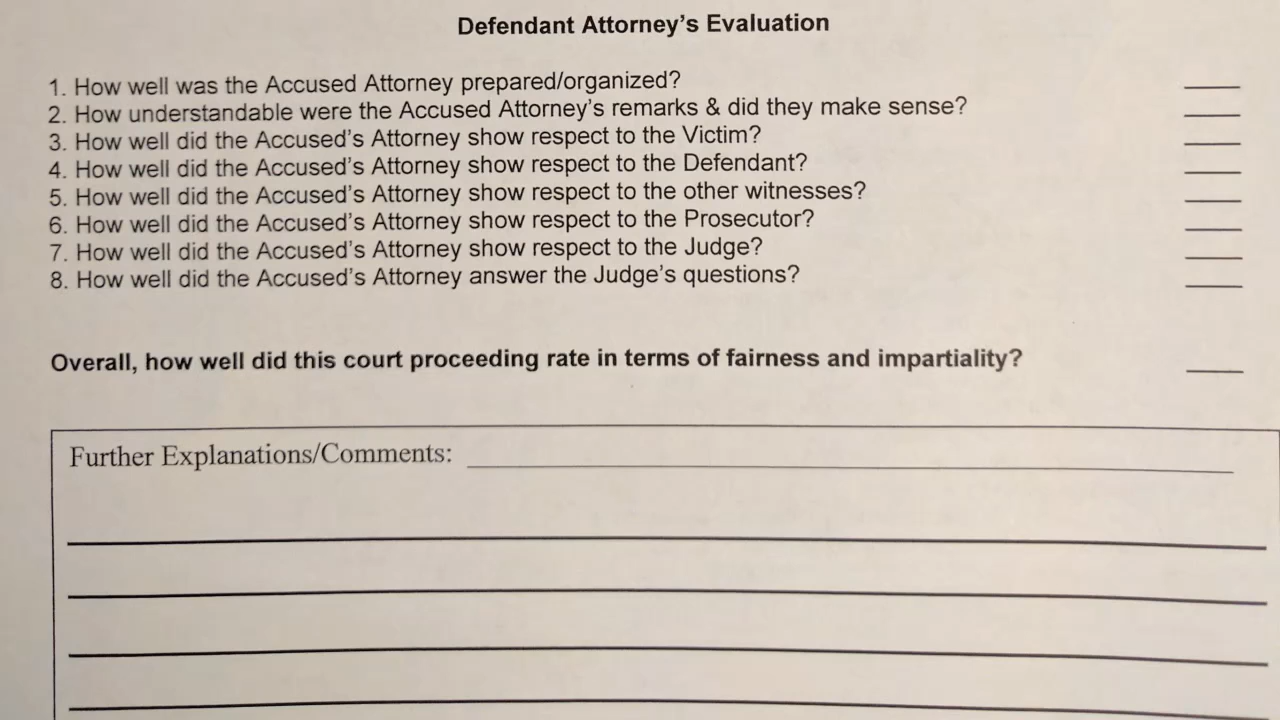 Defendant Attorney's Evaluation
1. How well was the Accused Attorney prepared/organized?
2. How understandable were the Accused Attorney's remarks & did they make sense?
3. How well did the Accused's Attorney show respect to the Victim?
4. How well did the Accused's Attorney show respect to the Defendant?
5. How well did the Accused's Attorney show respect to the other witnesses?
6. How well did the Accused's Attorney show respect to the Prosecutor?
7. How well did the Accused's Attorney show respect to the Judge?
8. How well did the Accused's Attorney answer the Judge's questions?
Overall, how well did this court proceeding rate in terms of fairness and impartiality?
Further Explanations/Comments: